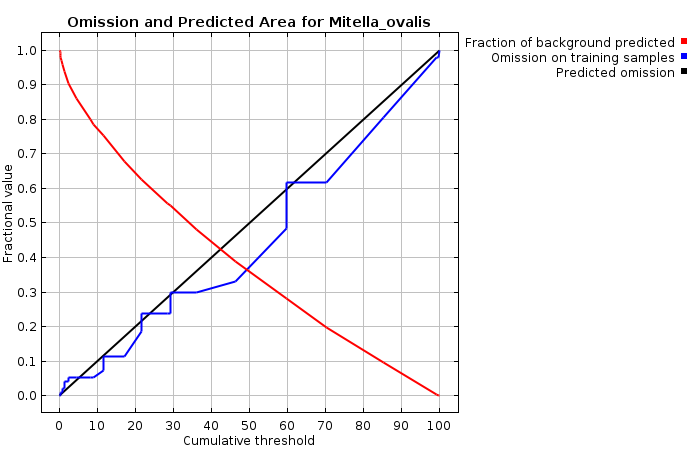 Omission and Predicted Area for Mitella_ovalis
Fraction of background predicted
Omission on training samples
Predicted omission
Fractional value
1.0
0.9
0.8
0.7
0.6
0.5
0.4
0.3
0.2
0.1
0.0
0 10 20 30 40 50 60 70 80 90 100
Cumulative threshold